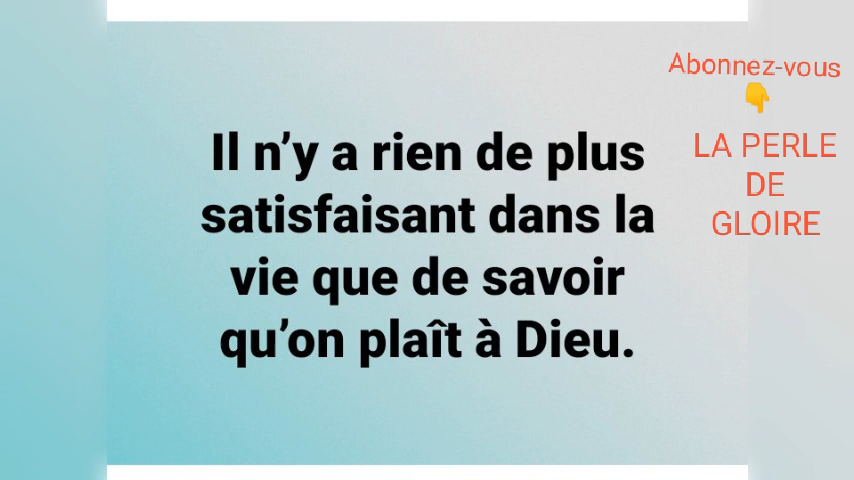 Il n’y a rien de plus
satisfaisant dans la
vie que de savoir
qu’on plaît à Dieu.
Abonnez-vous
👇
LA PERLE
DE
GLOIRE